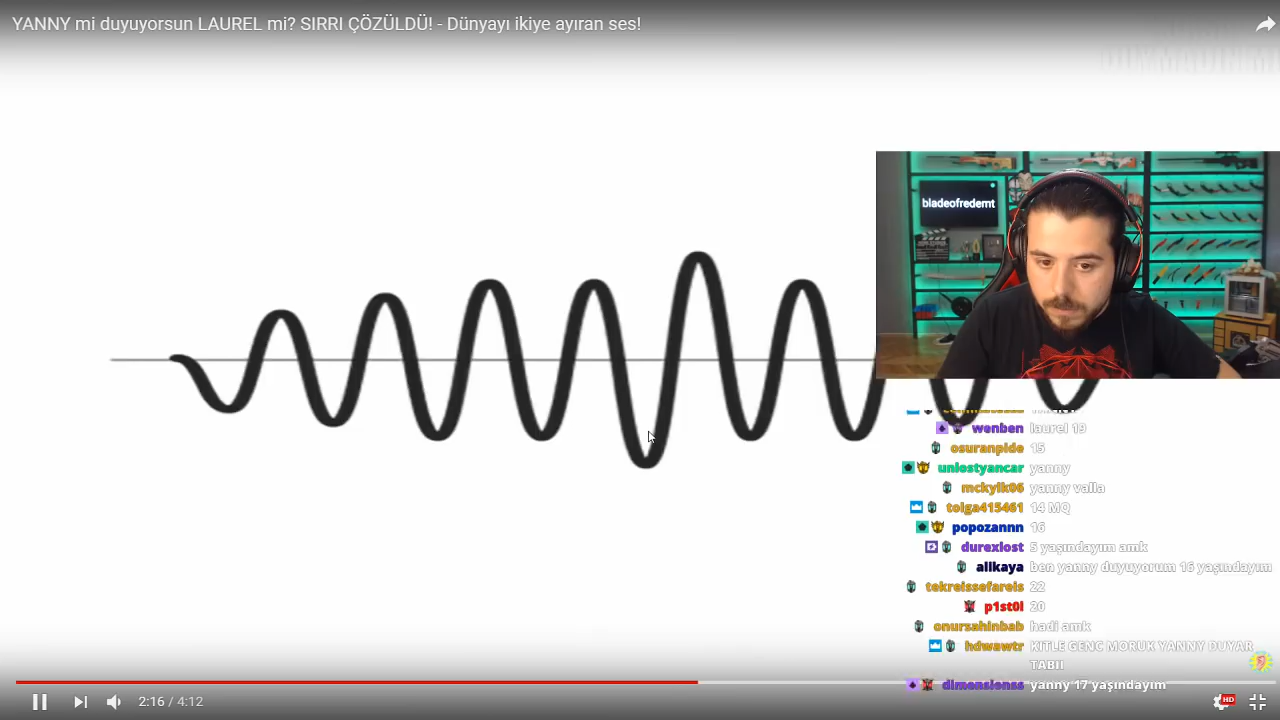 YANNY mi duyuyorsun LAUREL mi? SIRRI ÇÖZÜLDÜ! - Dünyayı ikiye ayıran ses!
bladeofredemt
wenben laurel 19
osuranpide 15
unlostyancar yanny
mckylk06 yanny valla
tolga415461 14 MQ
popozannn 16
durexlost 5 yaşındayım amk
alikaya ben yanny duyuyorum 16 yaşındayım
tekreissefareis 22
p1st0l 20
onursahinbab hadi amk
hdwawtr KITLE GENC MORUK YANNY DUYAR
TABII
dimensionss yanny 17 yaşındayım
2:16 / 4:12
HD